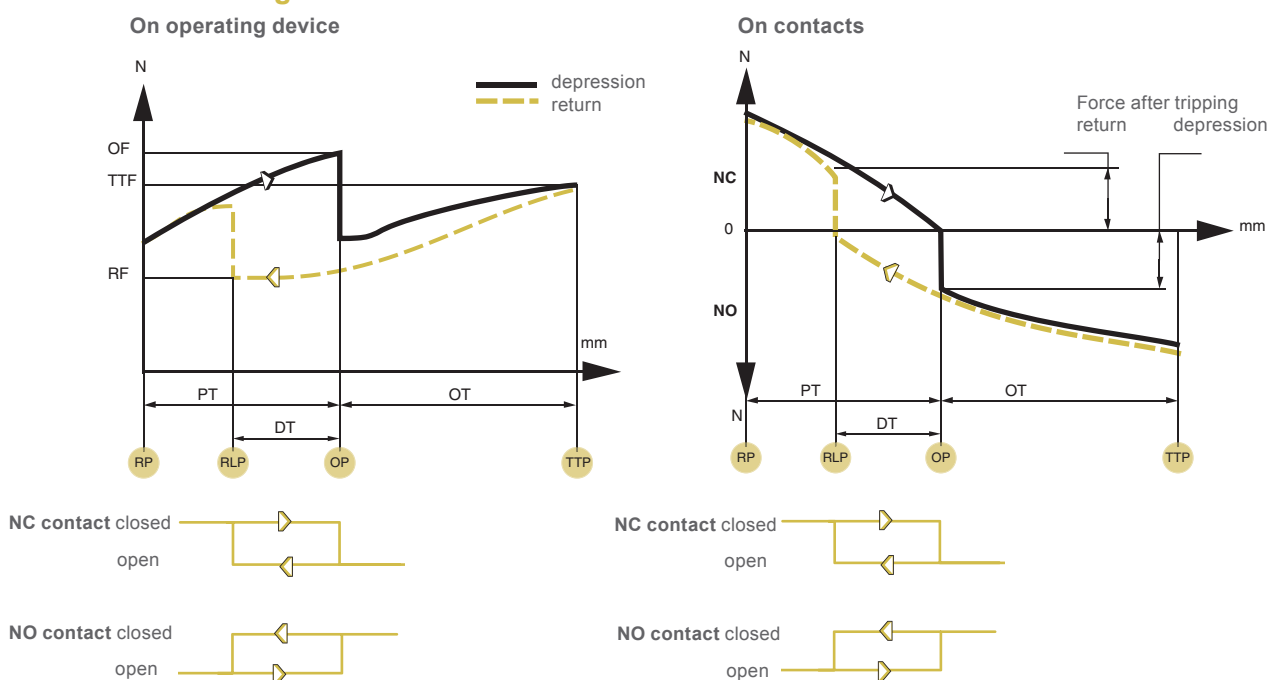 On operating device
N
depression
return
OF
TTF
RF
mm
PT
OT
DT
RP
RLP
OP
TTP
NC contact closed
open
NO contact closed
open
On contacts
N
Force after tripping
return depression
NC
0
mm
NO
N
PT
OT
DT
RP
RLP
OP
TTP
NC contact closed
open
NO contact closed
open